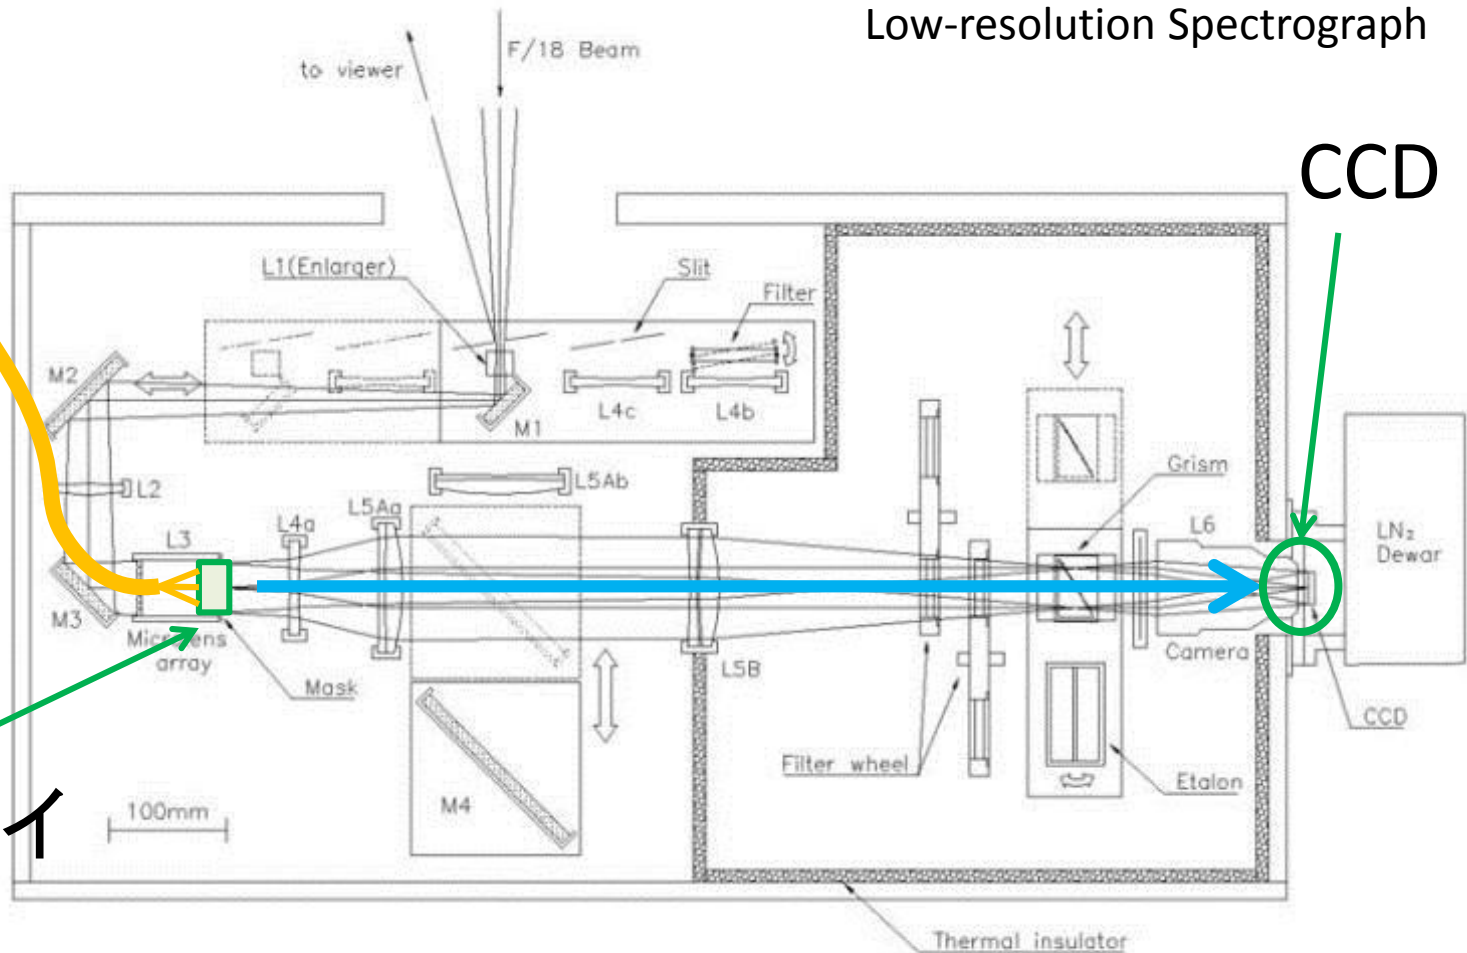 Low-resolution Spectrograph
F/18 Beam
to viewer
CCD
L1(Enlarger)
Slit
Filter
M2
L4c
L4b
M1
L2
L5Ab
Grism
L5Aa
L4a
L3
L6
LN₂
Dewar
M3
Microlens
array
Mask
L5B
Camera
CCD
Filter wheel
Etalon
M4
100mm
イ
Thermal insulator